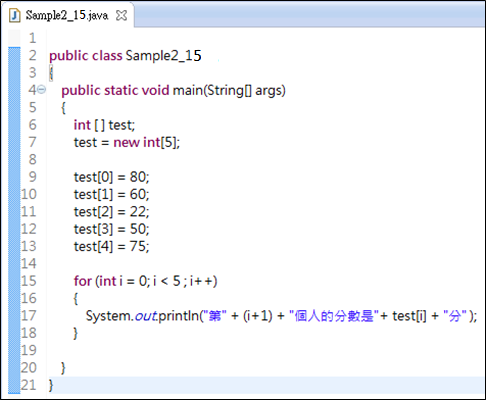 Sample2_15.java
1
2 public class Sample2_15
3 {
4 public static void main(String[] args)
5 {
6 int [ ] test;
7 test = new int[5];
8
9 test[0] = 80;
10 test[1] = 60;
11 test[2] = 22;
12 test[3] = 50;
13 test[4] = 75;
14
15 for (int i = 0; i < 5 ; i++)
16 {
17 System.out.println("第" + (i+1) + "個人的分數是"+ test[i] + "分" );
18 }
19
20 }
21 }